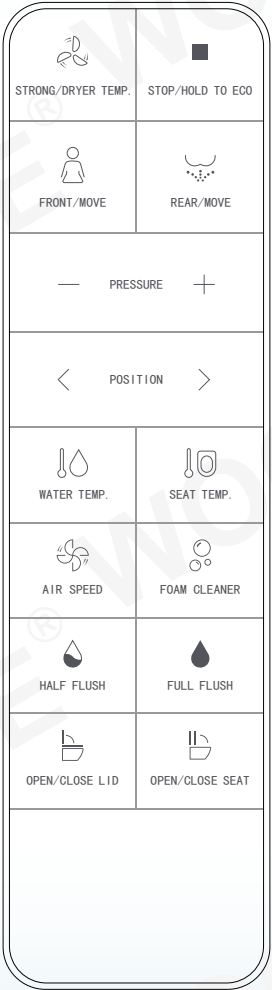 STRONG/DRYER TEMP. STOP/HOLD TO ECO
FRONT/MOVE REAR/MOVE
— PRESSURE +
< POSITION >
WATER TEMP. SEAT TEMP.
AIR SPEED FOAM CLEANER
HALF FLUSH FULL FLUSH
OPEN/CLOSE LID OPEN/CLOSE SEAT